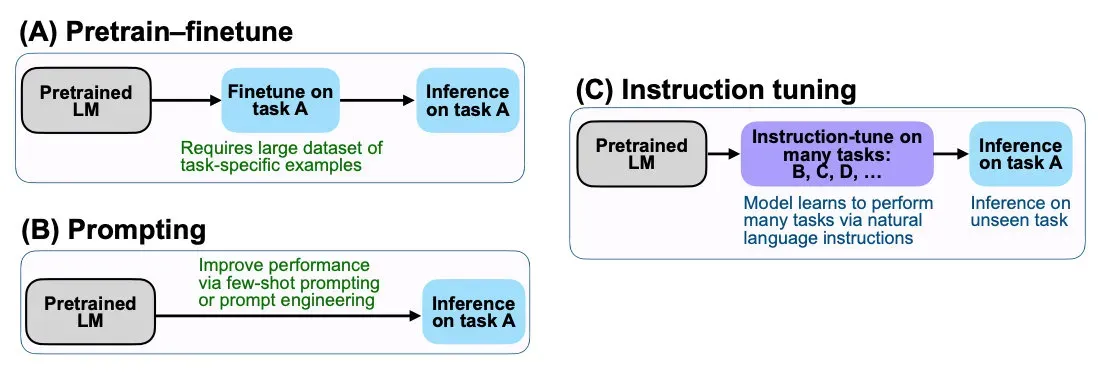 (A) Pretrain–finetune
Pretrained
LM
Finetune on
task A
Inference
on task A
Requires large dataset of
task-specific examples
(B) Prompting
Improve performance
via few-shot prompting
or prompt engineering
Pretrained
LM
Inference
on task A
(C) Instruction tuning
Pretrained
LM
Instruction-tune on
many tasks:
B, C, D, …
Inference
on task A
Model learns to perform
many tasks via natural
language instructions
Inference on
unseen task